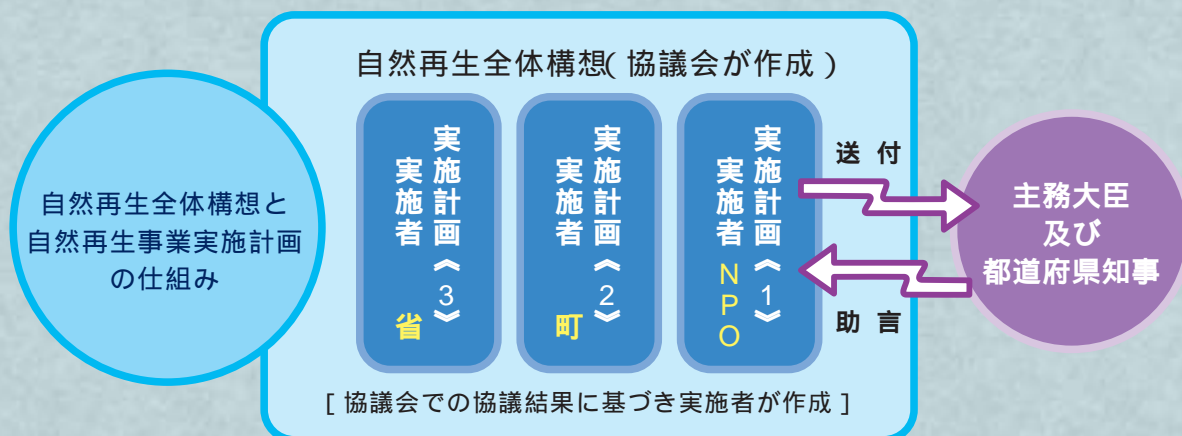 自然再生全体構想(協議会が作成)
自然再生全体構想と
自然再生事業実施計画
の仕組み
実施計画《1》
実施者 NPO
実施計画《2》
実施者 町
実施計画《3》
実施者 省
送付
助言
主務大臣
及び
都道府県知事
[協議会での協議結果に基づき実施者が作成]